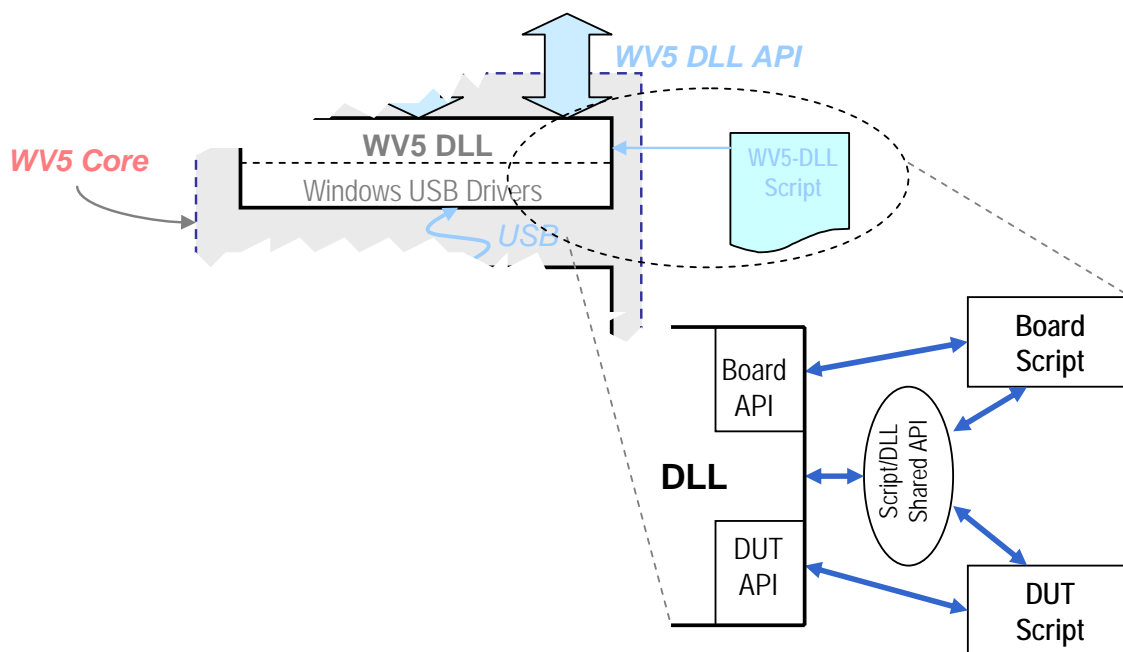 WV5 DLL API
WV5 Core
WV5 DLL
Windows USB Drivers
WV5-DLL
Script
USB
Board
Script
Board
API
Script/DLL
Shared API
DLL
DUT
API
DUT
Script